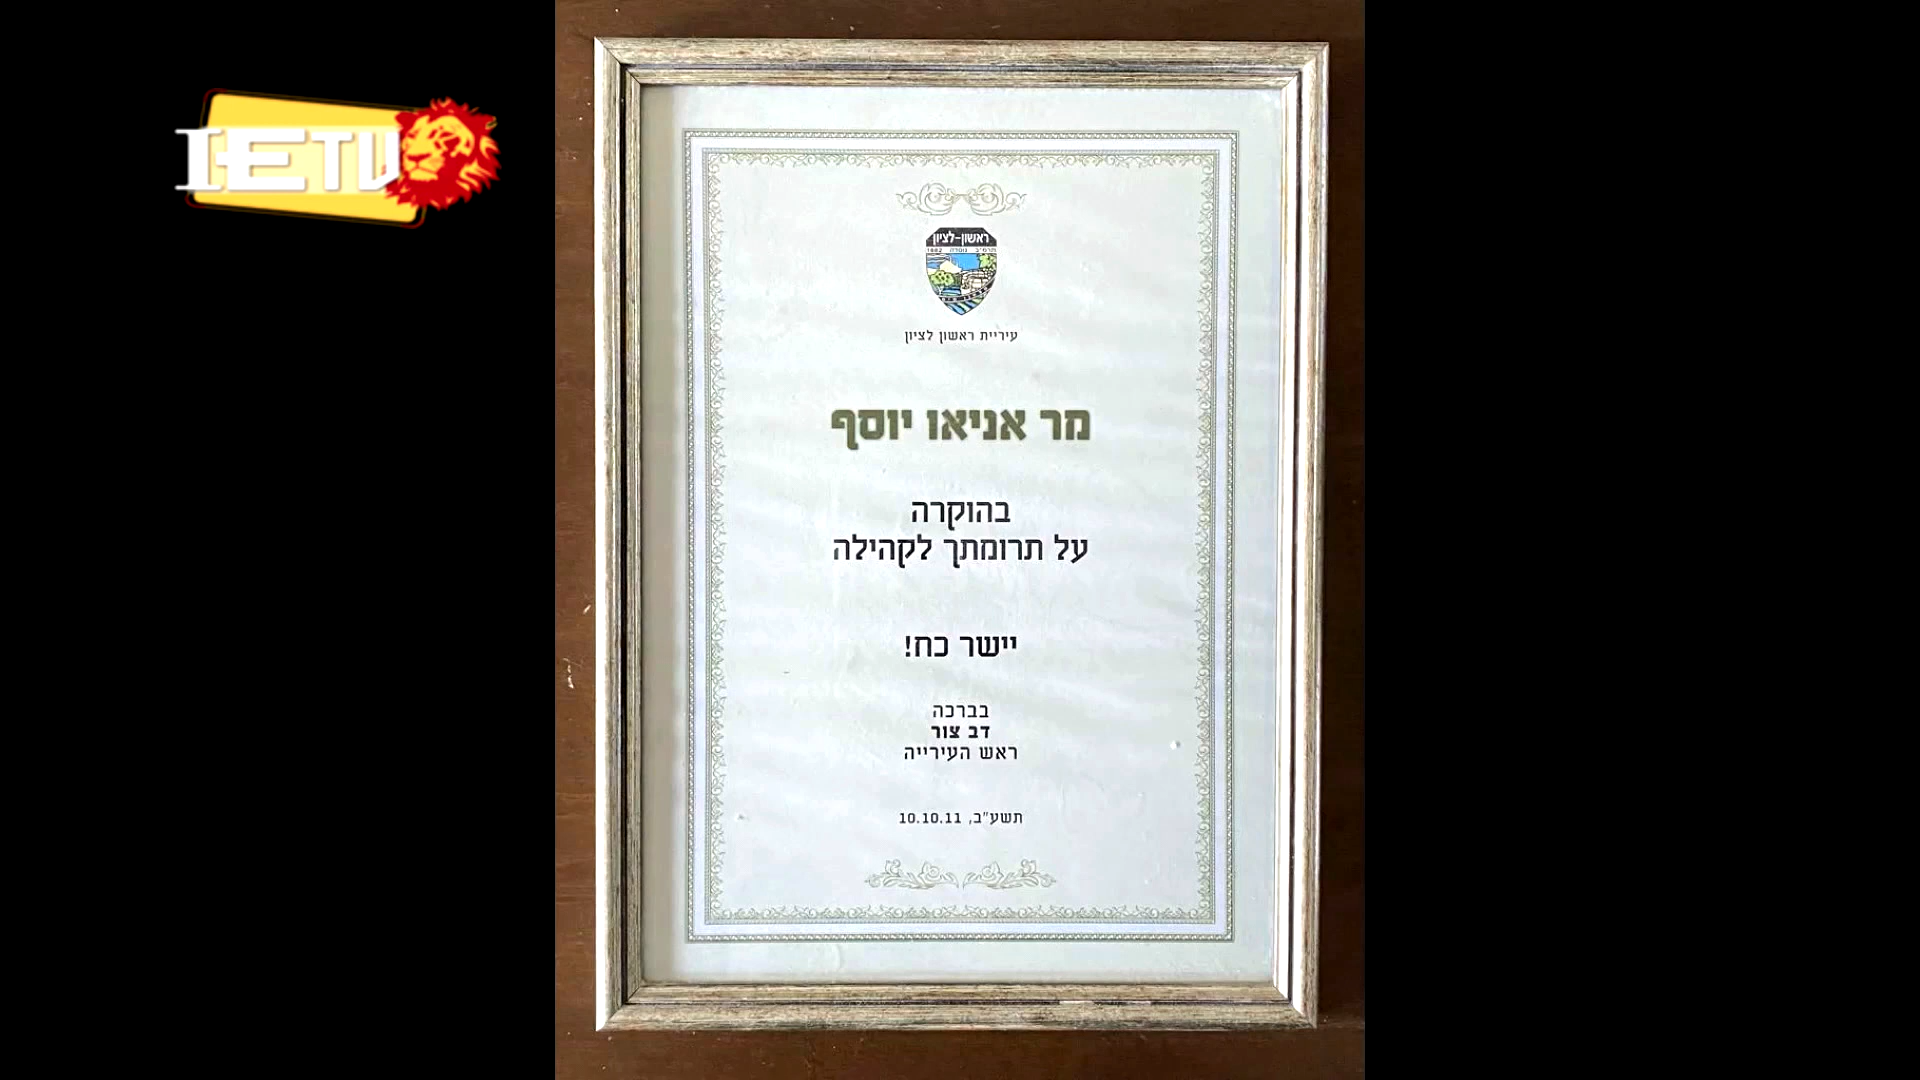 IETV
ראשון-לציון
עיריית ראשון לציון
מר אניאו יוסף
בהוקרה
על תרומתך לקהילה
יישר כח!
בברכה
דב צור
ראש העירייה
תשע"ב, 10.10.11